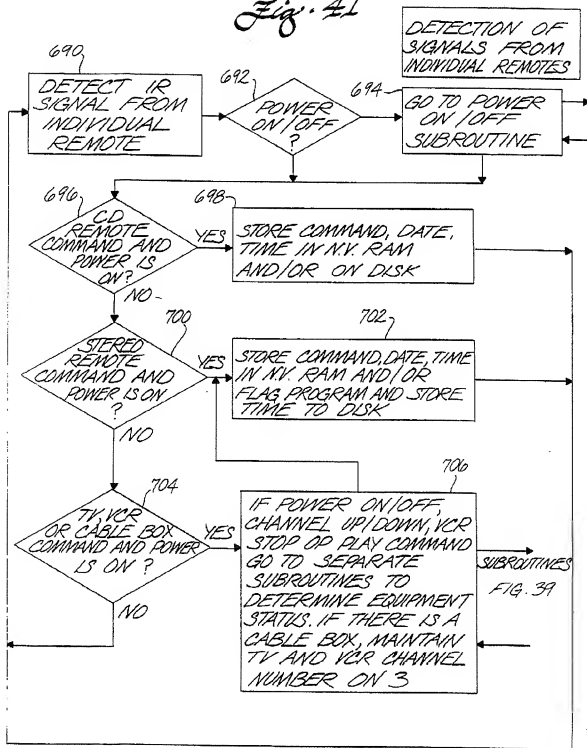 Fig. 41
DETECTION OF
SIGNALS FROM
INDIVIDUAL REMOTES
690
DETECT IR
SIGNAL FROM
INDIVIDUAL
REMOTE
692
POWER
ON/OFF
?
694
GO TO POWER
ON/OFF
SUBROUTINE
696
CD
REMOTE
COMMAND AND
POWER IS
ON?
YES
NO
698
STORE COMMAND, DATE,
TIME IN N.V. RAM
AND/OR ON DISK
700
STEREO
REMOTE
COMMAND AND
POWER IS ON
?
YES
NO
702
STORE COMMAND, DATE, TIME
IN N.V. RAM AND/OR
FLAG PROGRAM AND STORE
TIME TO DISK
704
TV, VCR
OR CABLE BOX
COMMAND AND POWER
IS ON ?
YES
NO
706
IF POWER ON/OFF,
CHANNEL UP/DOWN, VCR
STOP OP PLAY COMMAND
GO TO SEPARATE
SUBROUTINES TO
DETERMINE EQUIPMENT
STATUS. IF THERE IS A
CABLE BOX, MAINTAIN
TV AND VCR CHANNEL
NUMBER ON 3
SUBROUTINES
FIG. 39